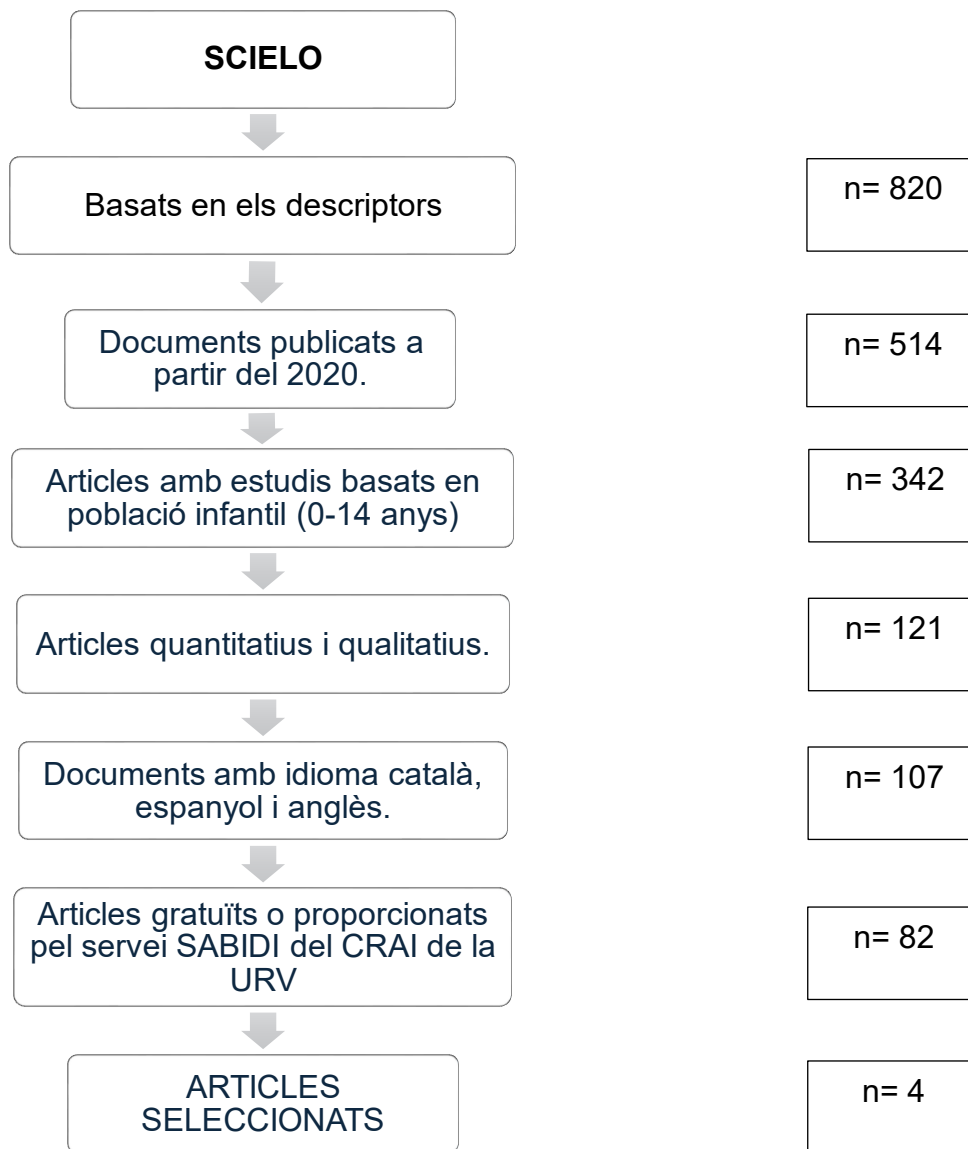 SCIELO
Basats en els descriptors
n= 820
Documents publicats a
partir del 2020.
n= 514
Articles amb estudis basats en
població infantil (0-14 anys)
n= 342
Articles quantitatius i qualitatius.
n= 121
Documents amb idioma català,
espanyol i anglès.
n= 107
Articles gratuïts o proporcionats
pel servei SABIDI del CRAI de la
URV
n= 82
ARTICLES
SELECCIONATS
n= 4